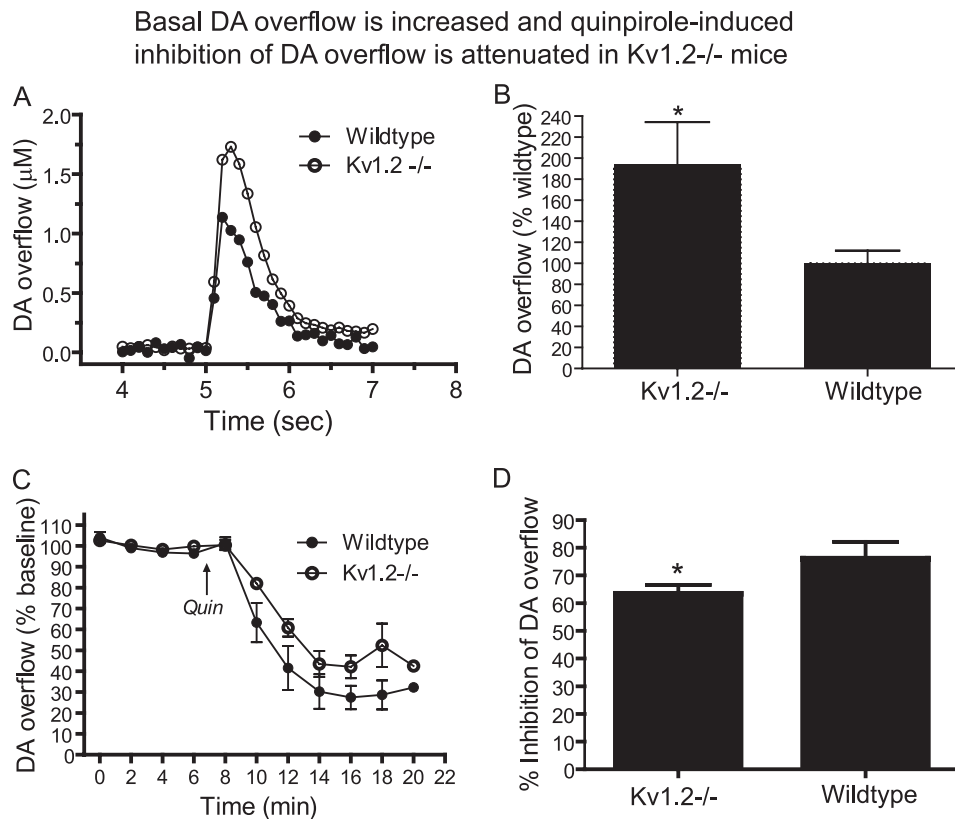 Basal DA overflow is increased and quinpirole-induced
inhibition of DA overflow is attenuated in Kv1.2-/- mice
A
DA overflow (μM)
2.0
1.5
1.0
0.5
0.0
Wildtype
Kv1.2 -/-
4 5 6 7 8
Time (sec)
B
DA overflow (% wildtype)
240
220
200
180
160
140
120
100
80
60
40
20
0
*
Kv1.2-/- Wildtype
C
DA overflow (% baseline)
110
100
90
80
70
60
50
40
30
20
10
0
Wildtype
Kv1.2-/-
Quin
0 2 4 6 8 10 12 14 16 18 20 22
Time (min)
D
% Inhibition of DA overflow
90
80
70
60
50
40
30
20
10
0
*
Kv1.2-/- Wildtype